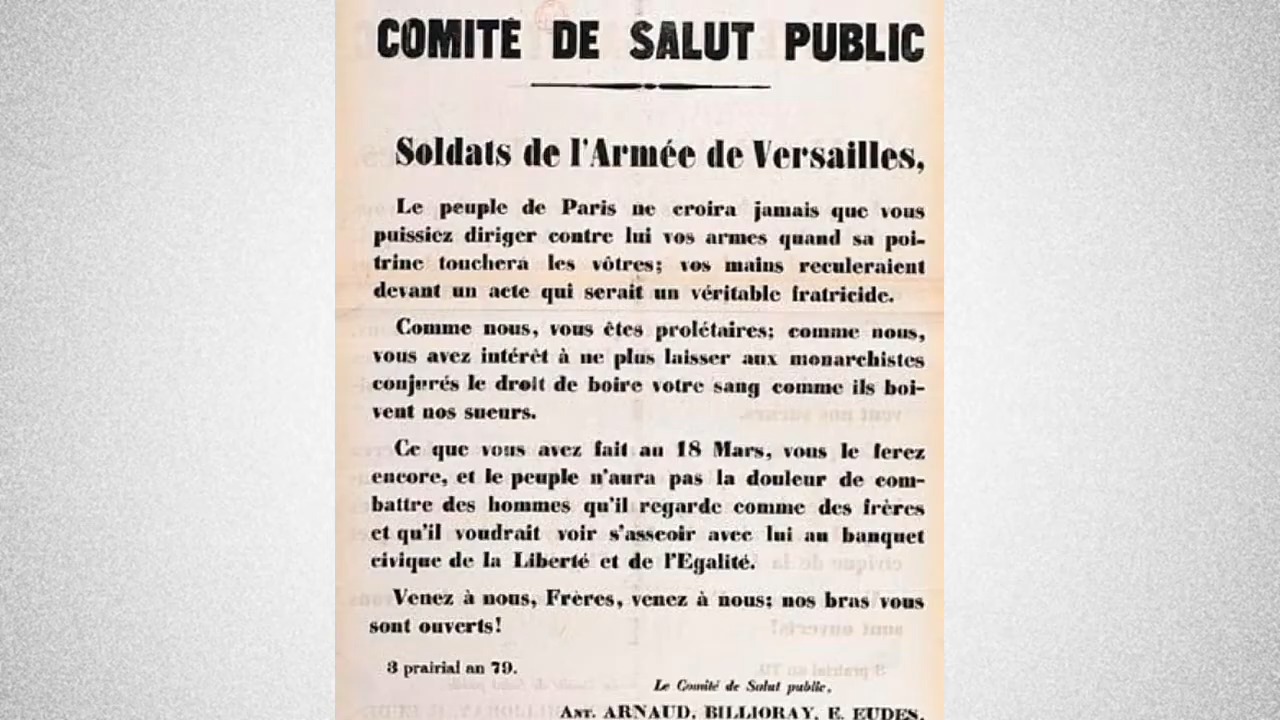 COMITÉ DE SALUT PUBLIC
Soldats de l'Armée de Versailles,
Le peuple de Paris ne croira jamais que vous
puissiez diriger contre lui vos armes quand sa poi-
trine touchera les vôtres; vos mains reculeraient
devant un acte qui serait un véritable fratricide.
Comme nous, vous êtes prolétaires; comme nous,
vous avez intérêt à ne plus laisser aux monarchistes
conjurés le droit de boire votre sang comme ils boi-
vent nos sueurs.
Ce que vous avez fait au 18 Mars, vous le ferez
encore, et le peuple n'aura pas la douleur de com-
battre des hommes qu'il regarde comme des frères
et qu'il voudrait voir s'asseoir avec lui au banquet
civique de la Liberté et de l'Egalité.
Venez à nous, Frères, venez à nous; nos bras vous
sont ouverts!
3 prairial an 79.
Le Comité de Salut public,
ANT. ARNAUD, BILLIORAY, E. EUDES,